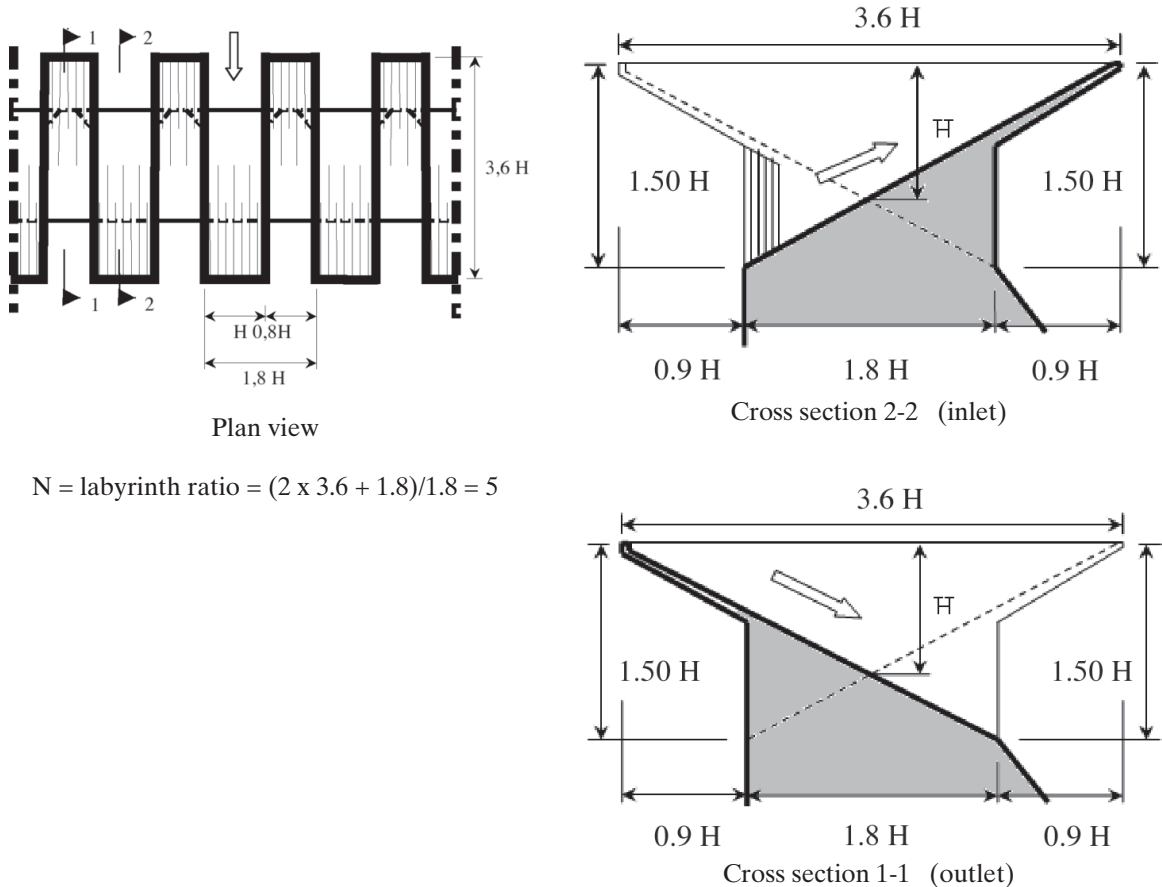 1
2
3,6 H
1
2
H 0,8H
1,8 H
Plan view
N = labyrinth ratio = (2 x 3.6 + 1.8)/1.8 = 5
3.6 H
H
1.50 H
1.50 H
0.9 H
1.8 H
0.9 H
Cross section 2-2 (inlet)
3.6 H
H
1.50 H
1.50 H
0.9 H
1.8 H
0.9 H
Cross section 1-1 (outlet)